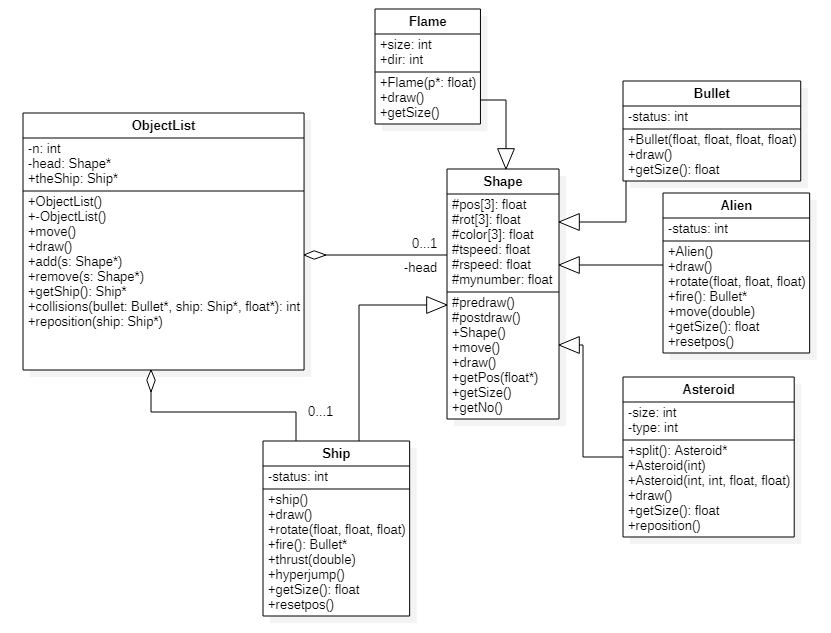 Flame
+size: int
+dir: int
+Flame(p*: float)
+draw()
+getSize()
Bullet
-status: int
+Bullet(float, float, float, float)
+draw()
+getSize(): float
ObjectList
-n: int
-head: Shape*
+theShip: Ship*
+ObjectList()
+-ObjectList()
+move()
+draw()
+add(s: Shape*)
+remove(s: Shape*)
+getShip(): Ship*
+collisions(bullet: Bullet*, ship: Ship*, float*): int
+reposition(ship: Ship*)
0...1
-head
Shape
#pos[3]: float
#rot[3]: float
#color[3]: float
#tspeed: float
#rspeed: float
#mynumber: float
#predraw()
#postdraw()
+Shape()
+move()
+draw()
+getPos(float*)
+getSize()
+getNo()
Alien
-status: int
+Alien()
+draw()
+rotate(float, float, float)
+fire(): Bullet*
+move(double)
+getSize(): float
+resetpos()
Asteroid
-size: int
-type: int
+split(): Asteroid*
+Asteroid(int)
+Asteroid(int, int, float, float)
+draw()
+getSize(): float
+reposition()
0...1
Ship
-status: int
+ship()
+draw()
+rotate(float, float, float)
+fire(): Bullet*
+thrust(double)
+hyperjump()
+getSize(): float
+resetpos()